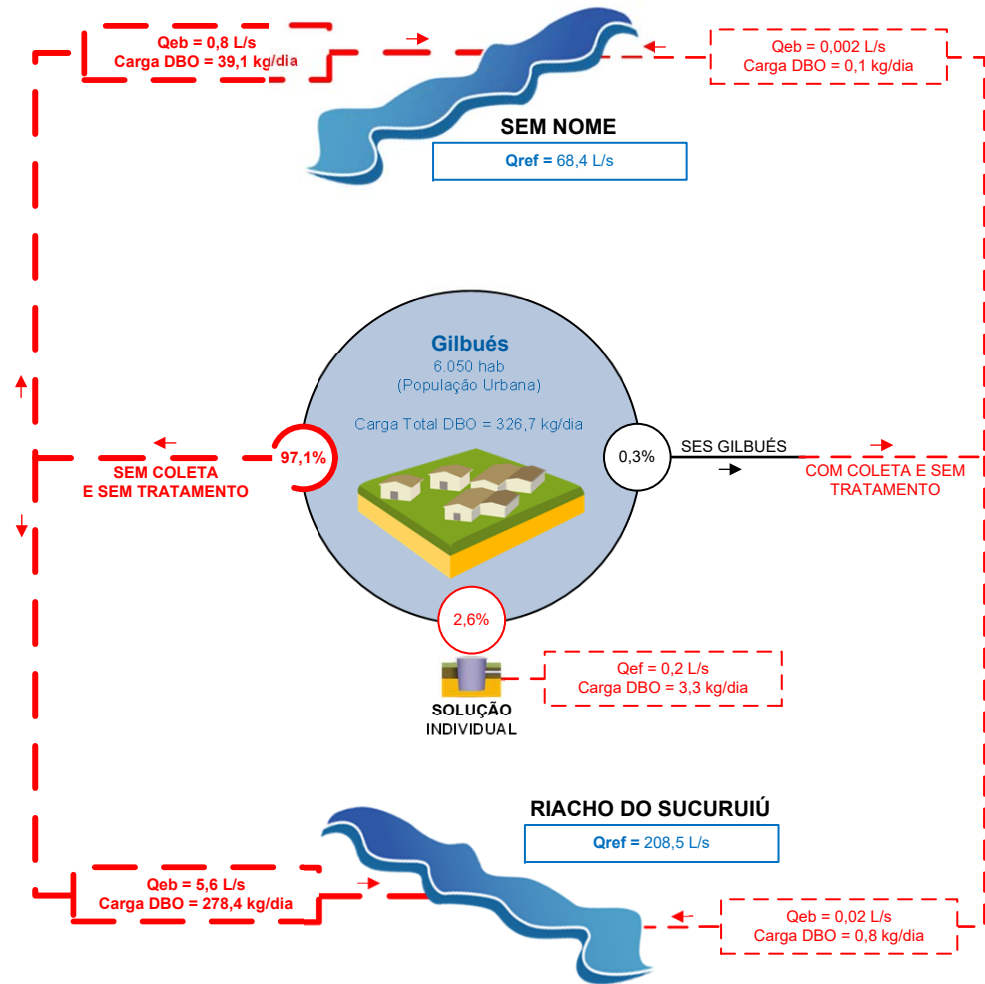 Qeb = 0,8 L/s
Carga DBO = 39,1 kg/dia
Qeb = 0,002 L/s
Carga DBO = 0,1 kg/dia
SEM NOME
Qref = 68,4 L/s
Gilbués
6.050 hab
(População Urbana)
Carga Total DBO = 326,7 kg/dia
97,1%
SEM COLETA
E SEM TRATAMENTO
0,3%
SES GILBUÉS
COM COLETA E SEM
TRATAMENTO
2,6%
SOLUÇÃO
INDIVIDUAL
Qef = 0,2 L/s
Carga DBO = 3,3 kg/dia
RIACHO DO SUCURUIÚ
Qref = 208,5 L/s
Qeb = 5,6 L/s
Carga DBO = 278,4 kg/dia
Qeb = 0,02 L/s
Carga DBO = 0,8 kg/dia